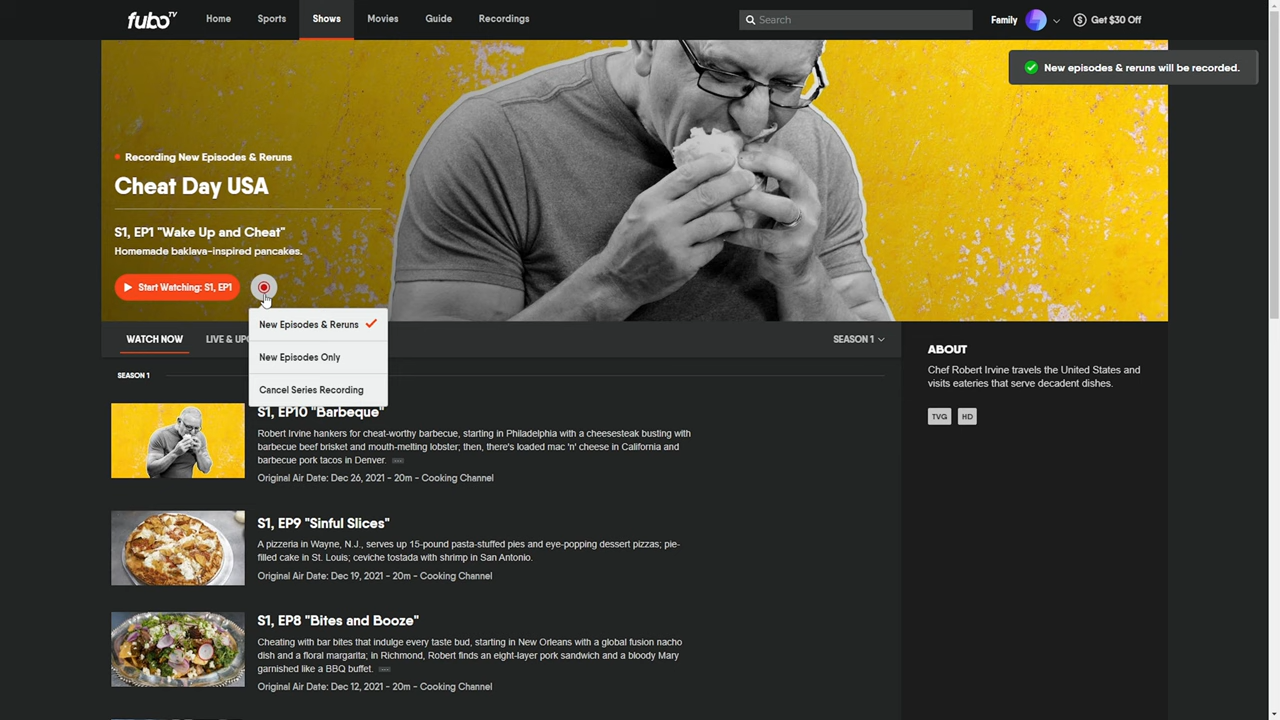 fuboTV
Home
Sports
Shows
Movies
Guide
Recordings
Search
Family
$ Get $30 Off
New episodes & reruns will be recorded.
Recording New Episodes & Reruns
Cheat Day USA
S1, EP1 "Wake Up and Cheat"
Homemade baklava-inspired pancakes.
Start Watching: S1, EP1
New Episodes & Reruns
New Episodes Only
Cancel Series Recording
WATCH NOW
LIVE & UPC
SEASON 1
SEASON 1
S1, EP10 "Barbeque"
Robert Irvine hankers for cheat-worthy barbecue, starting in Philadelphia with a cheesesteak busting with
barbecue beef brisket and mouth-melting lobster; then, there's loaded mac 'n' cheese in California and
barbecue pork tacos in Denver.
Original Air Date: Dec 26, 2021 - 20m - Cooking Channel
S1, EP9 "Sinful Slices"
A pizzeria in Wayne, N.J., serves up 15-pound pasta-stuffed pies and eye-popping dessert pizzas; pie-
filled cake in St. Louis; ceviche tostada with shrimp in San Antonio.
Original Air Date: Dec 19, 2021 - 20m - Cooking Channel
S1, EP8 "Bites and Booze"
Cheating with bar bites that indulge every taste bud, starting in New Orleans with a global fusion nacho
dish and a floral margarita; in Richmond, Robert finds an eight-layer pork sandwich and a bloody Mary
garnished like a BBQ buffet.
Original Air Date: Dec 12, 2021 - 20m - Cooking Channel
ABOUT
Chef Robert Irvine travels the United States and
visits eateries that serve decadent dishes.
TVG
HD